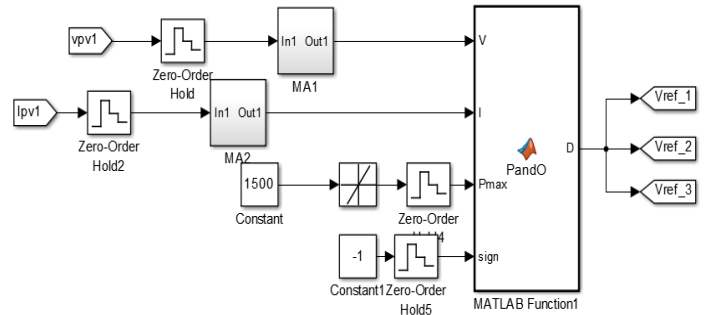 vpv1
Zero-Order
Hold
In1 Out1
MA1
V
Ipv1
Zero-Order
Hold2
In1 Out1
MA2
I
1500
Constant
Zero-Order
Pmax
-1
Constant1
Zero-Order
Hold5
sign
PandO
D
MATLAB Function1
Vref_1
Vref_2
Vref_3